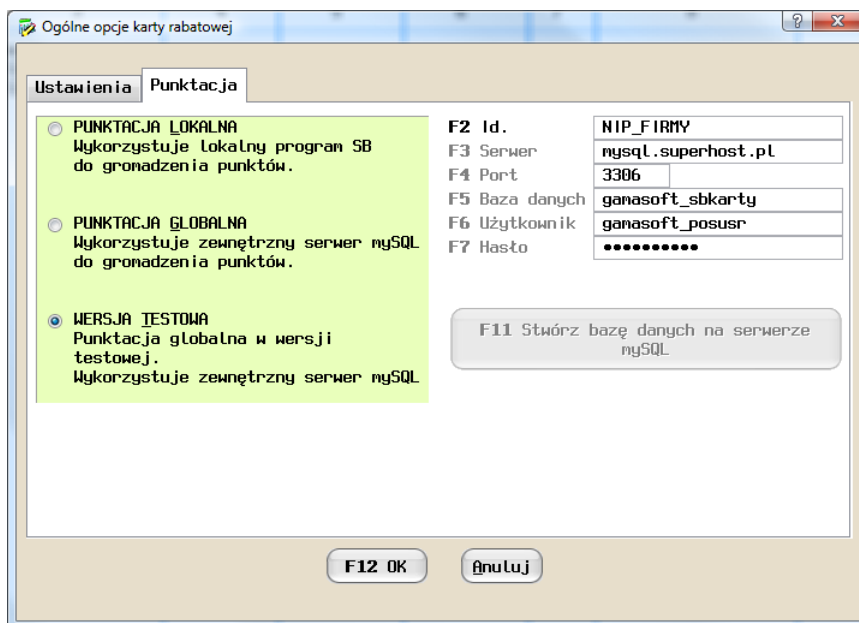 Ogólne opcje karty rabatowej
Ustawienia
Punktacja
PUNKTACJA LOKALNA
Wykorzystuje lokalny program SB
do gromadzenia punktów.
PUNKTACJA GLOBALNA
Wykorzystuje zewnętrzny serwer mySQL
do gromadzenia punktów.
WERSJA TESTOWA
Punktacja globalna w wersji
testowej.
Wykorzystuje zewnętrzny serwer mySQL
F2 Id. NIP_FIRMY
F3 Serwer mysql.superhost.pl
F4 Port 3306
F5 Baza danych gamasoft_sbkarty
F6 Użytkownik gamasoft_posusr
F7 Hasło ••••••••••
F11 Stwórz bazę danych na serwerze
mySQL
F12 OK
Anuluj